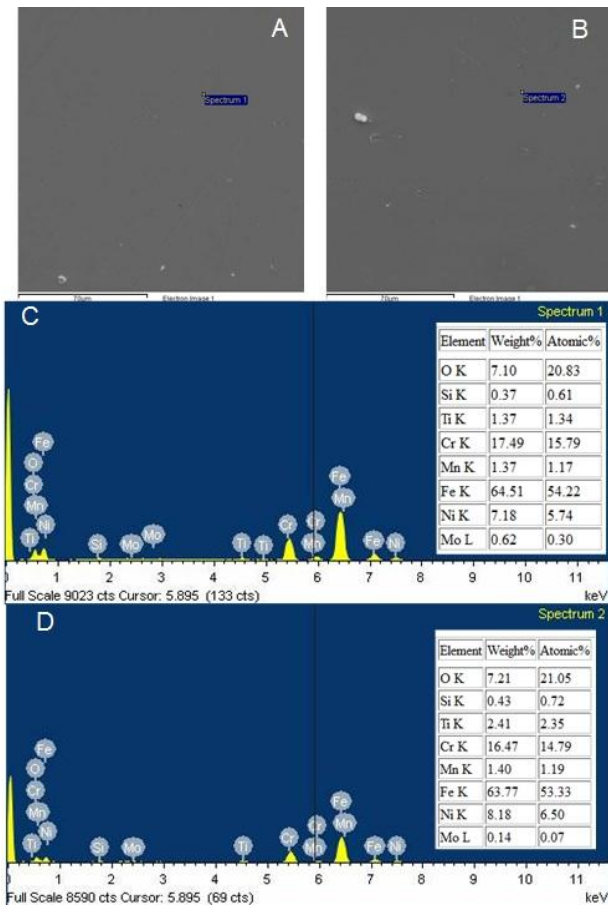 A
B
Spectrum 1
Spectrum 2
70μm
Electron Image 1
70μm
Electron Image 1
C
Spectrum 1
Element Weight% Atomic%
O K 7.10 20.83
Si K 0.37 0.61
Ti K 1.37 1.34
Cr K 17.49 15.79
Mn K 1.37 1.17
Fe K 64.51 54.22
Ni K 7.18 5.74
Mo L 0.62 0.30
Fe
O
Cr
Mn
Ni
Ti
Si
Mo
Mo
Ti
Ti
Cr
Cr
Mn
Fe
Mn
Fe
Ni
0 1 2 3 4 5 6 7 8 9 10 11
Full Scale 9023 cts Cursor: 5.895 (133 cts)
keV
D
Spectrum 2
Element Weight% Atomic%
O K 7.21 21.05
Si K 0.43 0.72
Ti K 2.41 2.35
Cr K 16.47 14.79
Mn K 1.40 1.19
Fe K 63.77 53.33
Ni K 8.18 6.50
Mo L 0.14 0.07
Fe
O
Cr
Mn
Ni
Ti
Si
Mo
Ti
Cr
Cr
Mn
Fe
Mn
Fe
Ni
0 1 2 3 4 5 6 7 8 9 10 11
Full Scale 8590 cts Cursor: 5.895 (69 cts)
keV